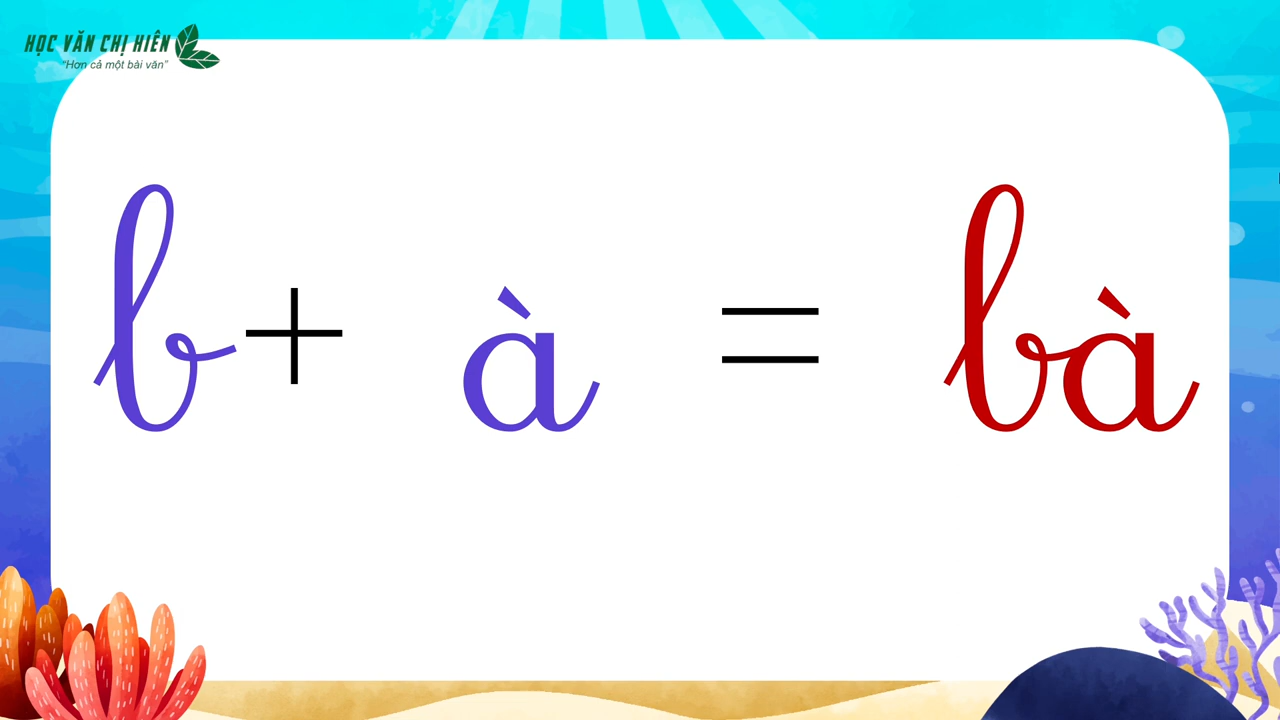 HỌC VĂN CHỊ HIÊN
“Hơn cả một bài văn”
b + à = bà